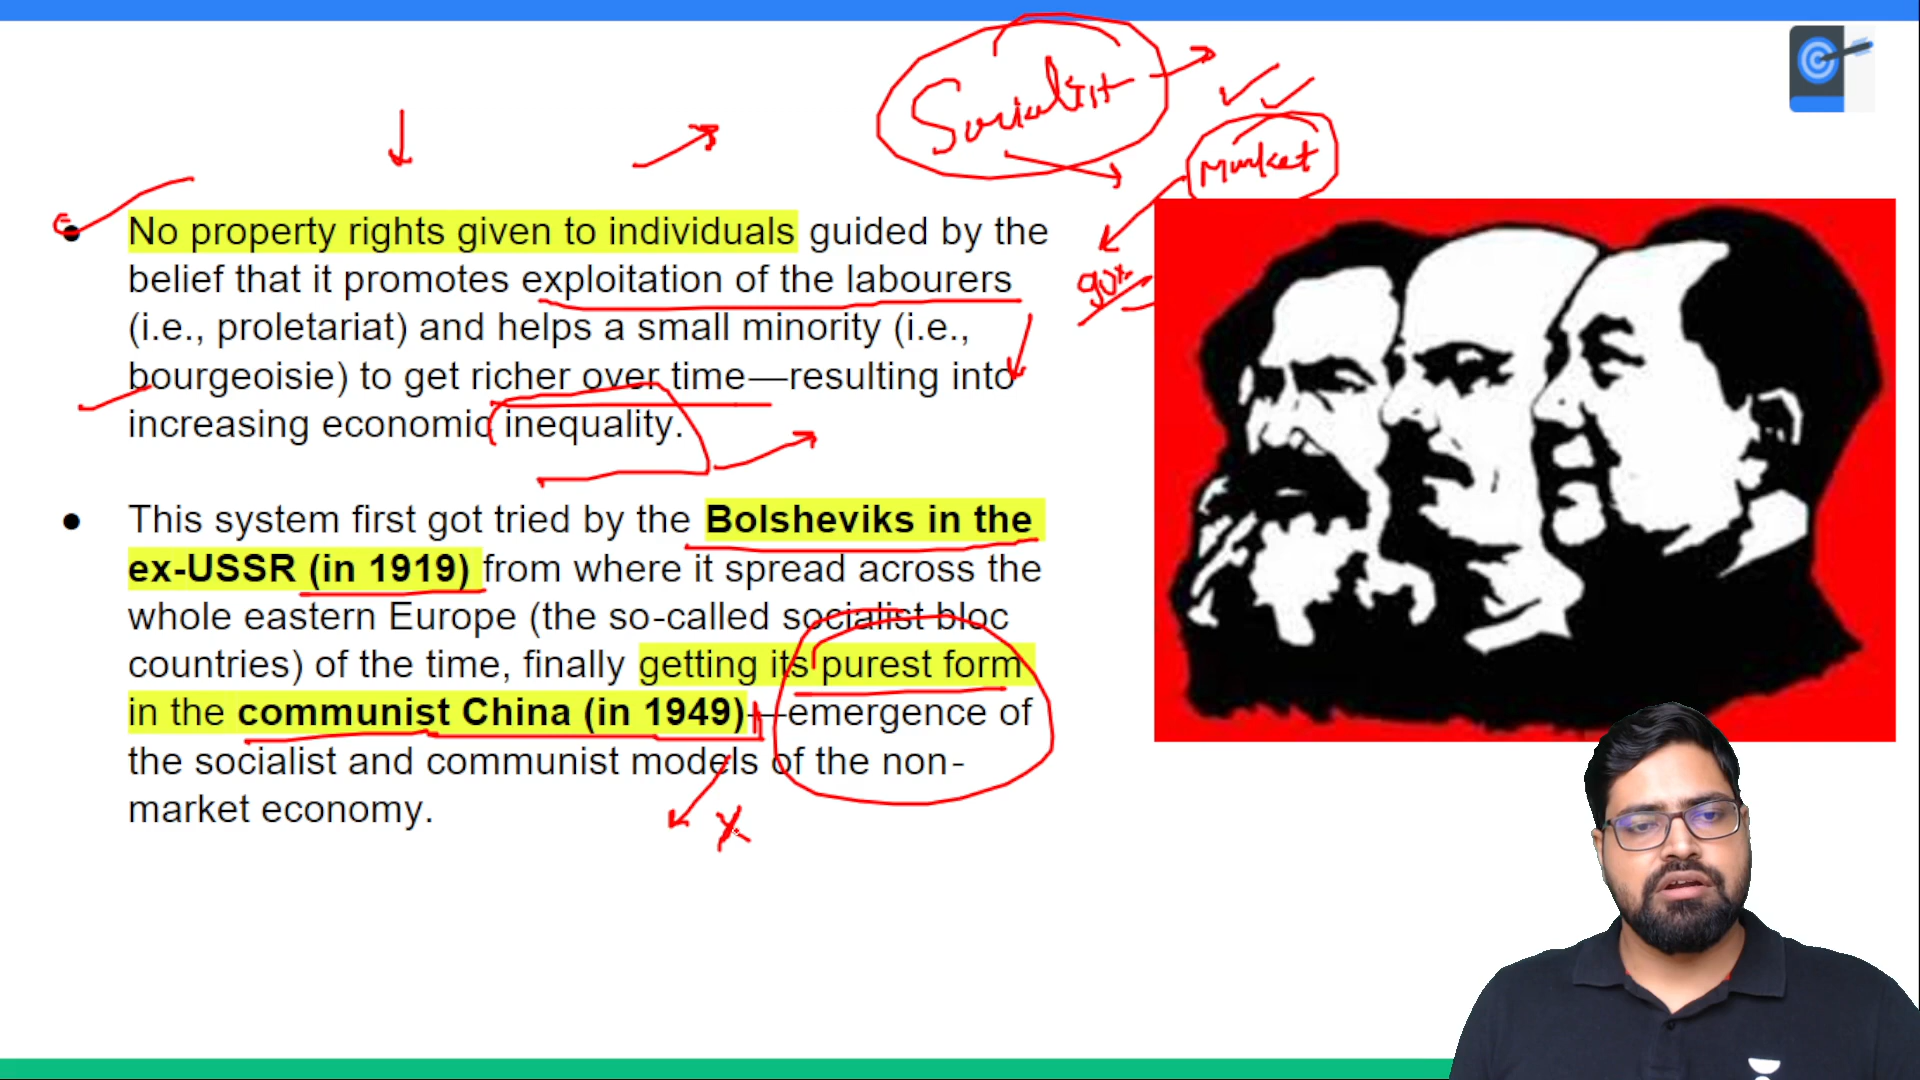 Socialist
Market
90%
No property rights given to individuals guided by the
belief that it promotes exploitation of the labourers
(i.e., proletariat) and helps a small minority (i.e.,
bourgeoisie) to get richer over time—resulting into
increasing economic inequality.
This system first got tried by the Bolsheviks in the
ex-USSR (in 1919) from where it spread across the
whole eastern Europe (the so-called socialist bloc
countries) of the time, finally getting its purest form
in the communist China (in 1949)—emergence of
the socialist and communist models of the non-
market economy.